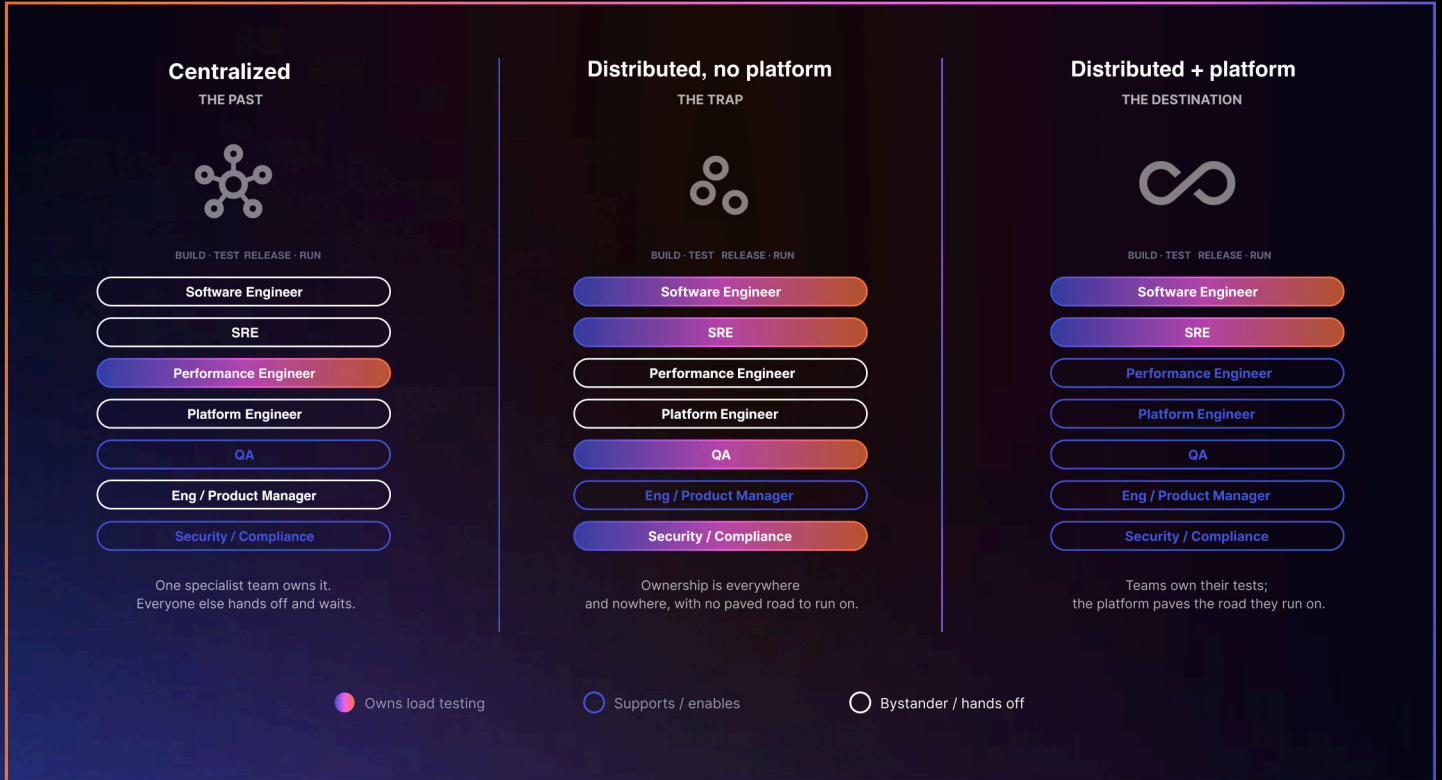 Centralized
THE PAST
BUILD · TEST RELEASE · RUN
Software Engineer
SRE
Performance Engineer
Platform Engineer
QA
Eng / Product Manager
Security / Compliance
One specialist team owns it.
Everyone else hands off and waits.
Distributed, no platform
THE TRAP
BUILD · TEST RELEASE · RUN
Software Engineer
SRE
Performance Engineer
Platform Engineer
QA
Eng / Product Manager
Security / Compliance
Ownership is everywhere
and nowhere, with no paved road to run on.
Distributed + platform
THE DESTINATION
BUILD · TEST RELEASE · RUN
Software Engineer
SRE
Performance Engineer
Platform Engineer
QA
Eng / Product Manager
Security / Compliance
Teams own their tests;
the platform paves the road they run on.
Owns load testing
Supports / enables
Bystander / hands off